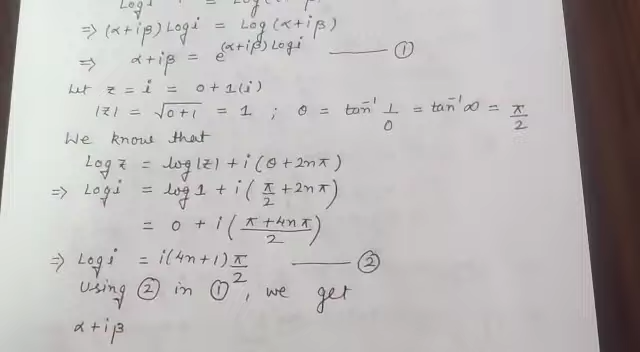 ⇒ (α+iβ) Log i = Log (α+iβ)
⇒ α+iβ = e^{(α+iβ) Log i} ——— ①
Let z = i = 0 + 1(i)
|z| = √(0+1) = 1 ; θ = tan⁻¹ 1/0 = tan⁻¹ ∞ = π/2
We know that
Log z = log |z| + i (θ + 2nπ)
⇒ Log i = log 1 + i (π/2 + 2nπ)
= 0 + i ((π + 4nπ)/2)
⇒ Log i = i (4n+1) π/2 ——— ②
Using ② in ①, we get
α+iβ